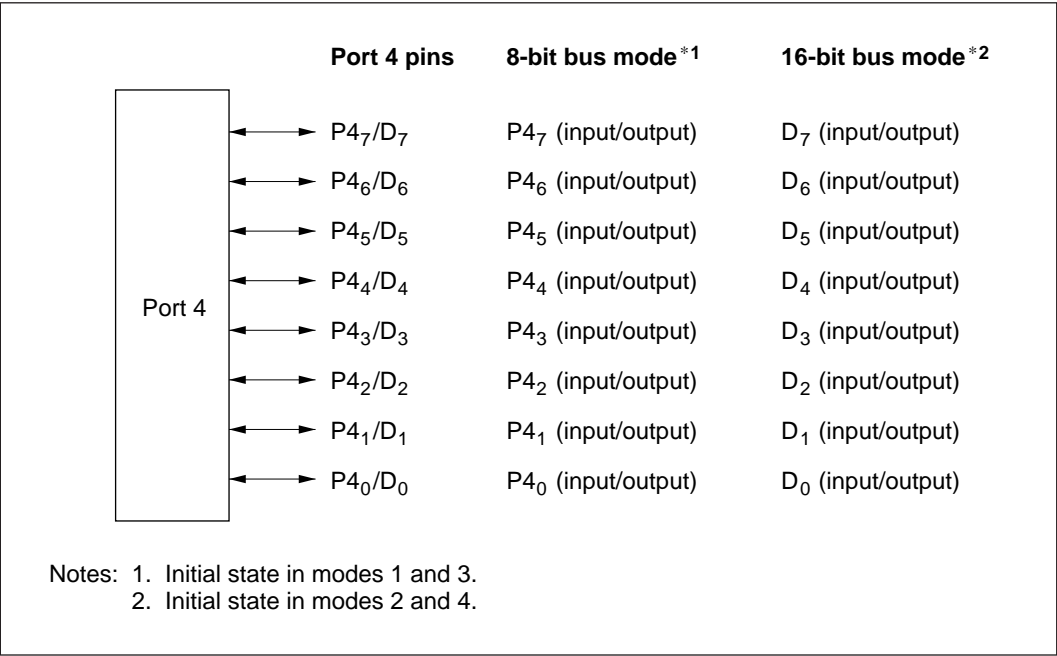 Port 4 pins 8-bit bus mode*1 16-bit bus mode*2
P4₇/D₇ P4₇ (input/output) D₇ (input/output)
P4₆/D₆ P4₆ (input/output) D₆ (input/output)
P4₅/D₅ P4₅ (input/output) D₅ (input/output)
P4₄/D₄ P4₄ (input/output) D₄ (input/output)
Port 4
P4₃/D₃ P4₃ (input/output) D₃ (input/output)
P4₂/D₂ P4₂ (input/output) D₂ (input/output)
P4₁/D₁ P4₁ (input/output) D₁ (input/output)
P4₀/D₀ P4₀ (input/output) D₀ (input/output)
Notes: 1. Initial state in modes 1 and 3.
2. Initial state in modes 2 and 4.